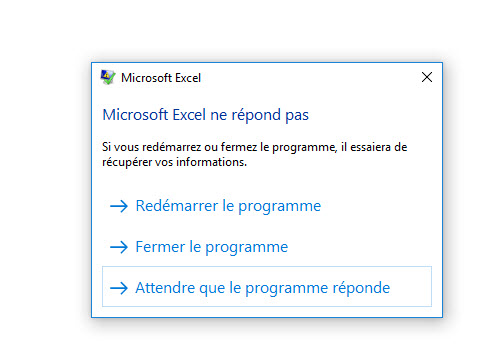 Microsoft Excel
Microsoft Excel ne répond pas
Si vous redémarrez ou fermez le programme, il essaiera de
récupérer vos informations.
Redémarrer le programme
Fermer le programme
Attendre que le programme réponde